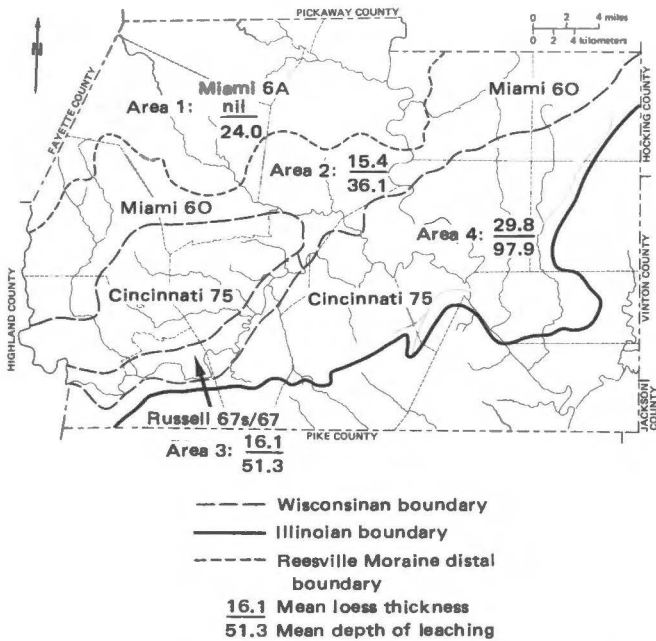 PICKAWAY COUNTY
0 2 4 miles
0 2 4 kilometers
N
FAYETTE COUNTY
Miami 6A
Area 1: nil
24.0
Miami 6O
HOCKING COUNTY
Area 2: 15.4
36.1
Miami 6O
Area 4: 29.8
97.9
HIGHLAND COUNTY
VINTON COUNTY
Cincinnati 75
Cincinnati 75
JACKSON
COUNTY
Russell 67s/67
PIKE COUNTY
Area 3: 16.1
51.3
Wisconsinan boundary
Illinoian boundary
Reesville Moraine distal
boundary
16.1 Mean loess thickness
51.3 Mean depth of leaching